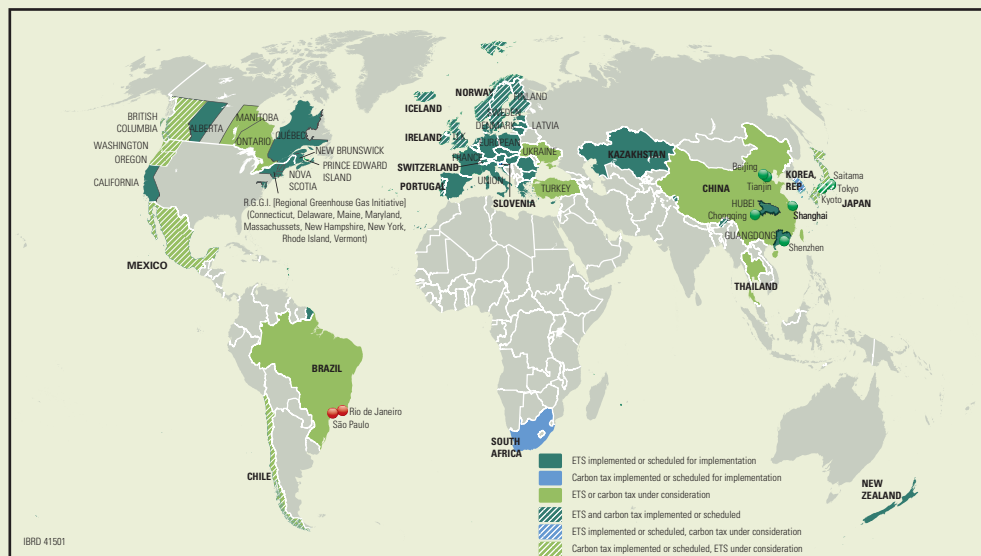 BRITISH
COLUMBIA
ALBERTA
MANITOBA
ONTARIO
QUÉBEC
WASHINGTON
OREGON
CALIFORNIA
NEW BRUNSWICK
PRINCE EDWARD
ISLAND
NOVA
SCOTIA
R.G.G.I. [Regional Greenhouse Gas Initiative]
(Connecticut, Delaware, Maine, Maryland,
Massachussets, New Hampshire, New York,
Rhode Island, Vermont)
MEXICO
BRAZIL
Rio de Janeiro
São Paulo
CHILE
ICELAND
NORWAY
SWEDEN
FINLAND
DENMARK
LATVIA
IRELAND
U.K.
EUROPEAN
UNION
FRANCE
SWITZERLAND
PORTUGAL
SLOVENIA
UKRAINE
TURKEY
KAZAKHSTAN
CHINA
Beijing
Tianjin
HUBEI
Chongqing
Shanghai
GUANGDONG
Shenzhen
KOREA,
REP.
Saitama
Tokyo
Kyoto
JAPAN
THAILAND
SOUTH
AFRICA
NEW
ZEALAND
ETS implemented or scheduled for implementation
Carbon tax implemented or scheduled for implementation
ETS or carbon tax under consideration
ETS and carbon tax implemented or scheduled
ETS implemented or scheduled, carbon tax under consideration
Carbon tax implemented or scheduled, ETS under consideration
IBRD 41501